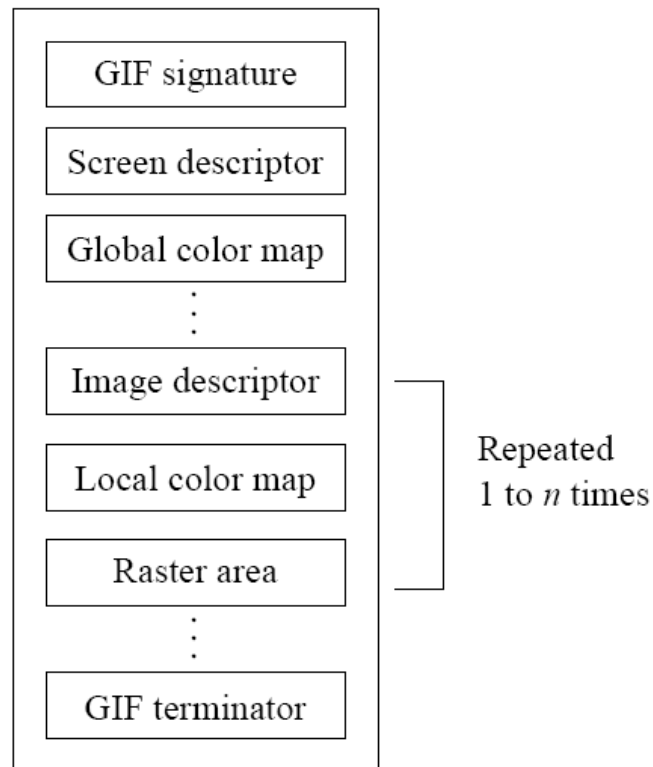 GIF signature
Screen descriptor
Global color map
Image descriptor
Local color map
Raster area
GIF terminator
Repeated
1 to n times